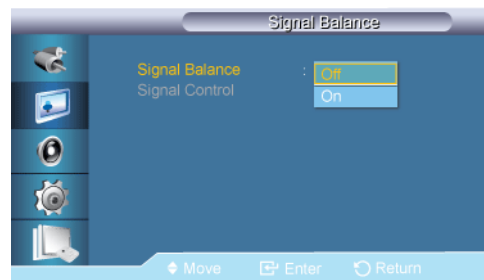 Signal Balance
Signal Balance : Off
Signal Control On
Move Enter Return